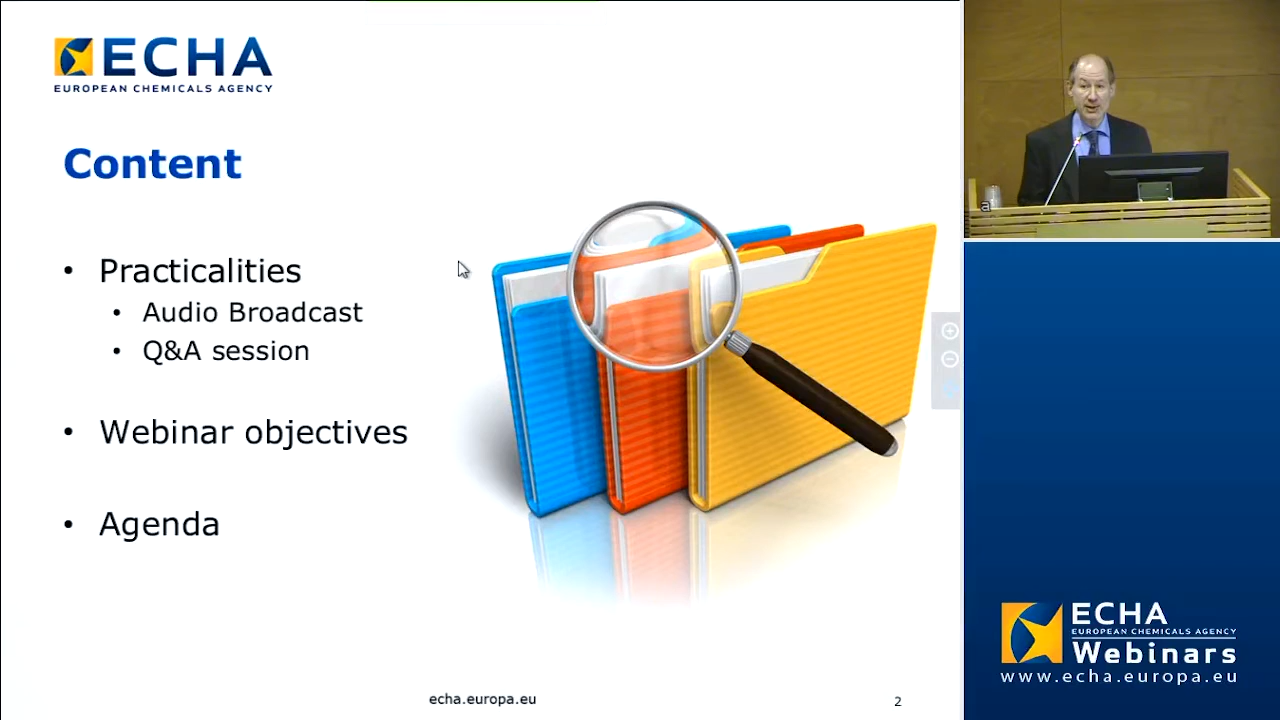 ECHA
EUROPEAN CHEMICALS AGENCY
Content
• Practicalities
• Audio Broadcast
• Q&A session
• Webinar objectives
• Agenda
echa.europa.eu
2
ECHA
EUROPEAN CHEMICALS AGENCY
Webinars
www.echa.europa.eu